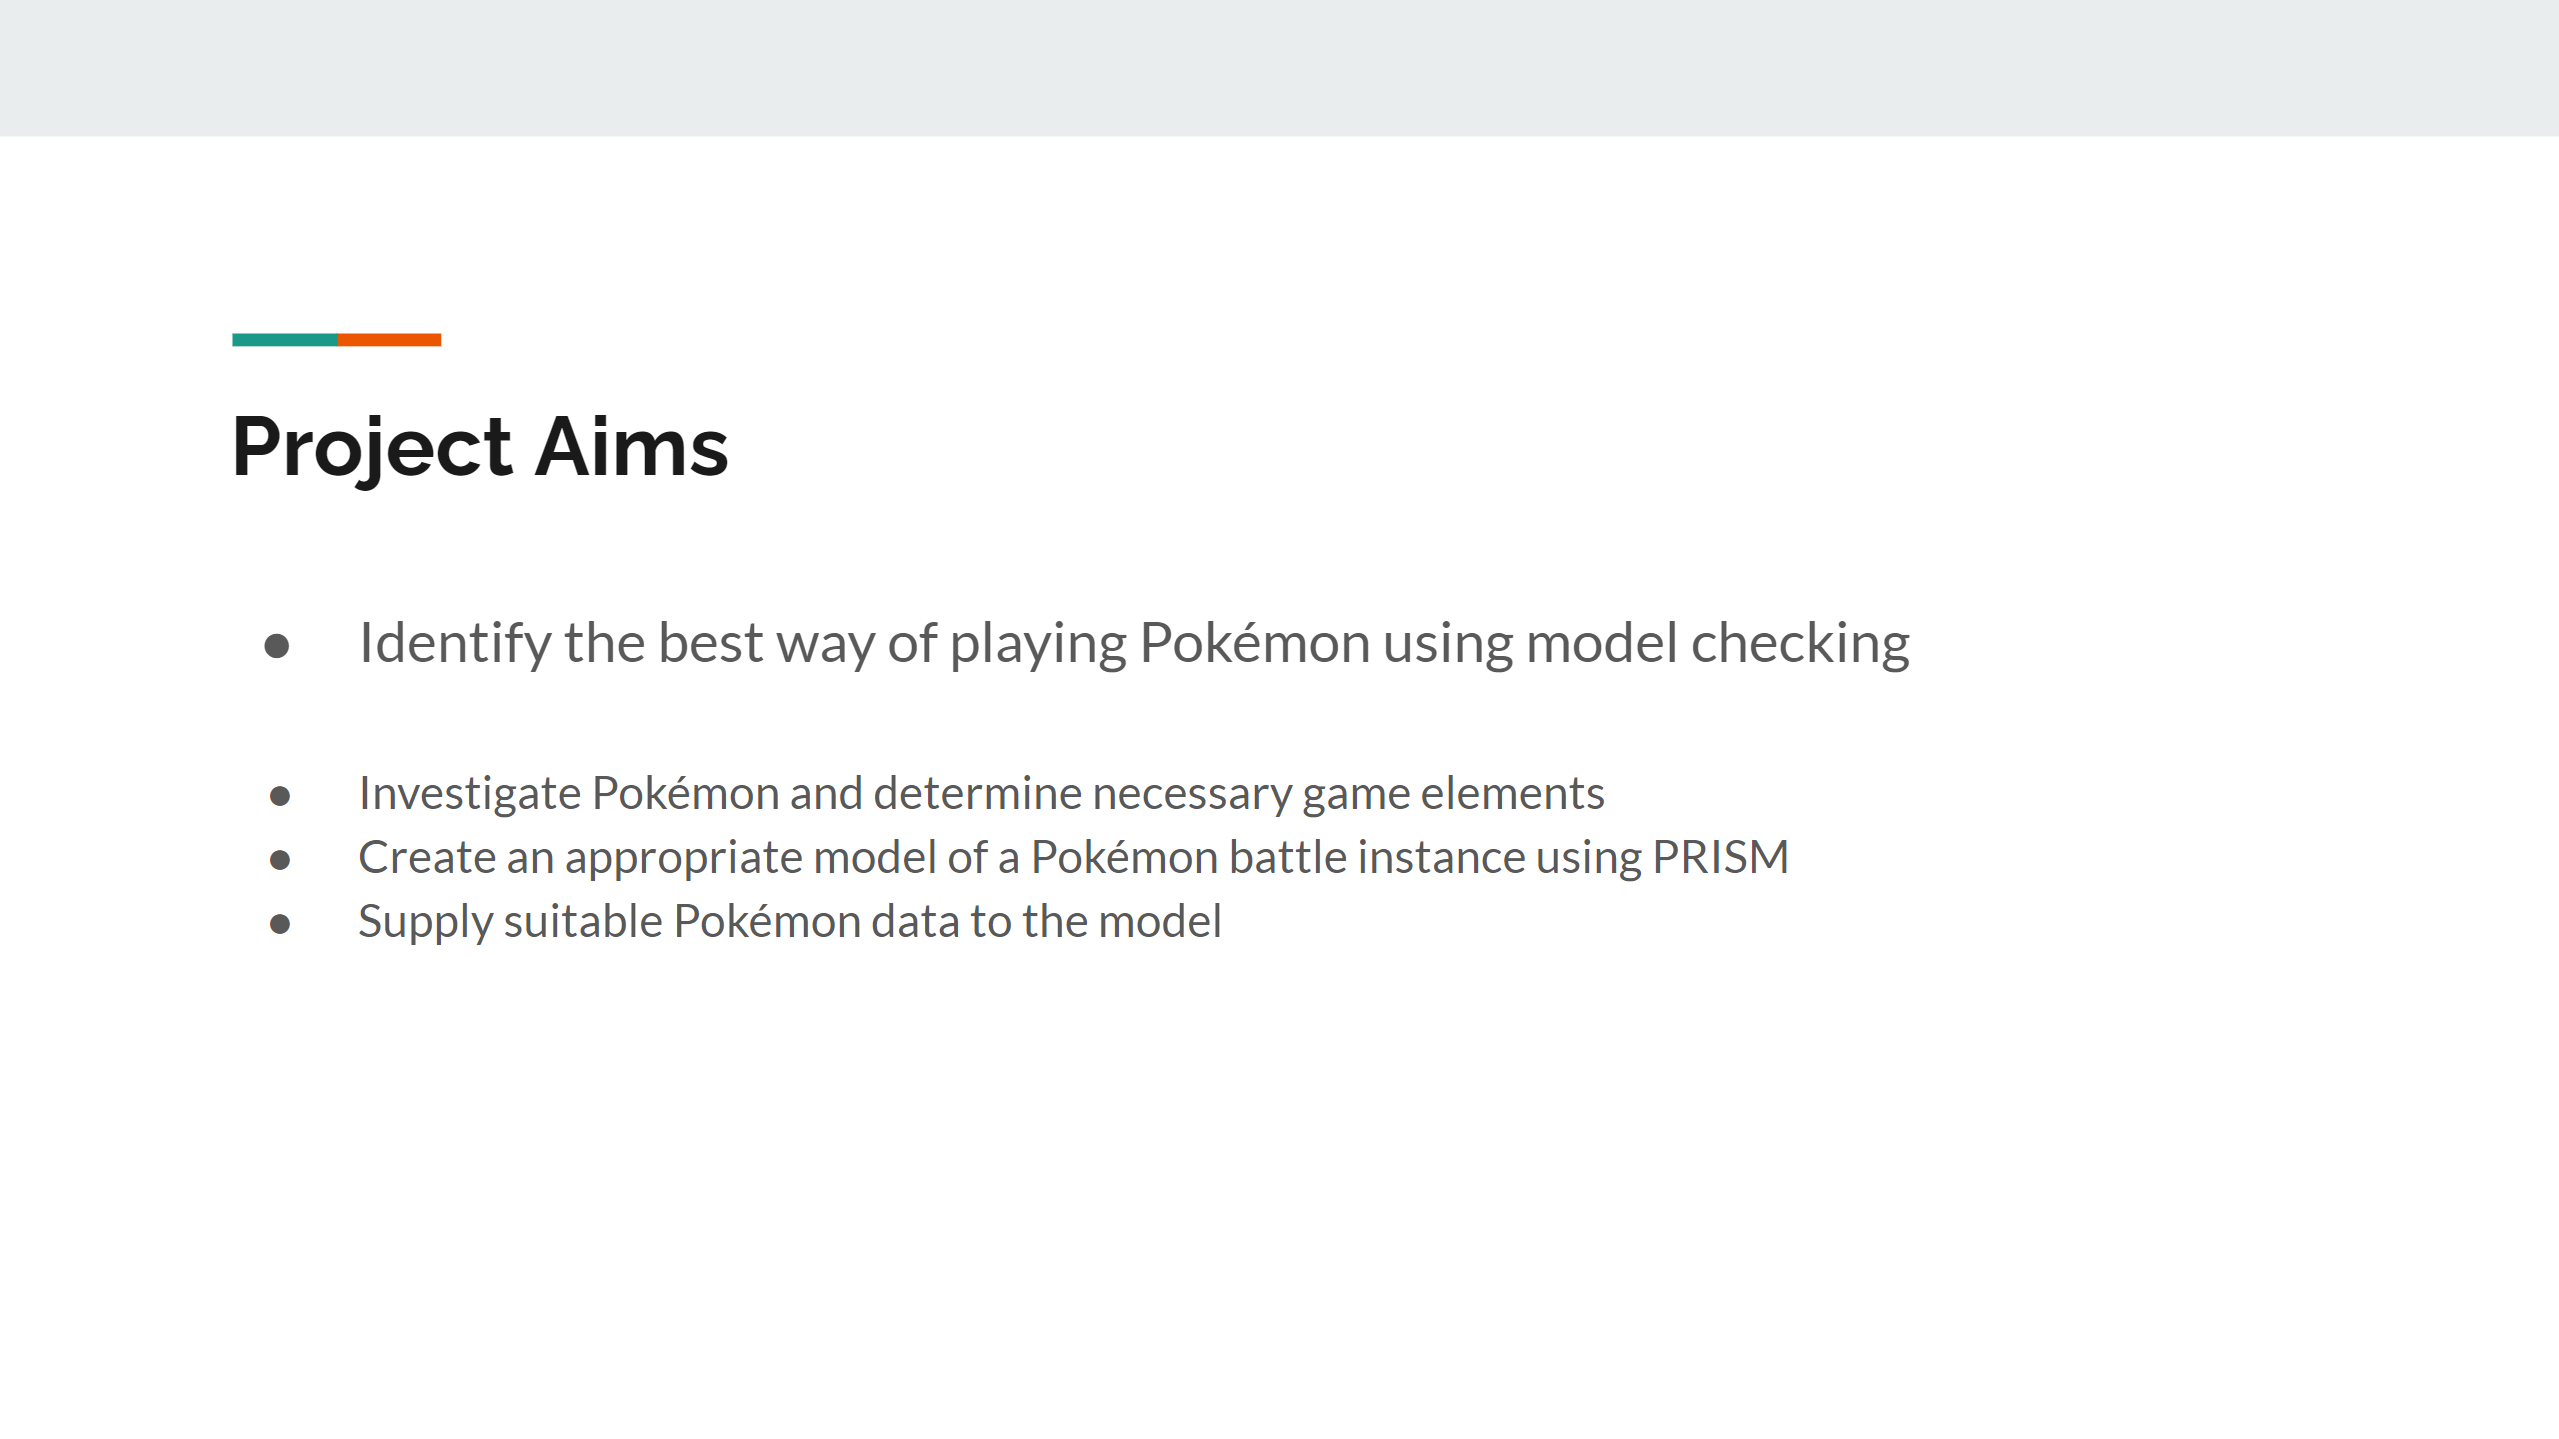 Project Aims
● Identify the best way of playing Pokémon using model checking
● Investigate Pokémon and determine necessary game elements
● Create an appropriate model of a Pokémon battle instance using PRISM
● Supply suitable Pokémon data to the model